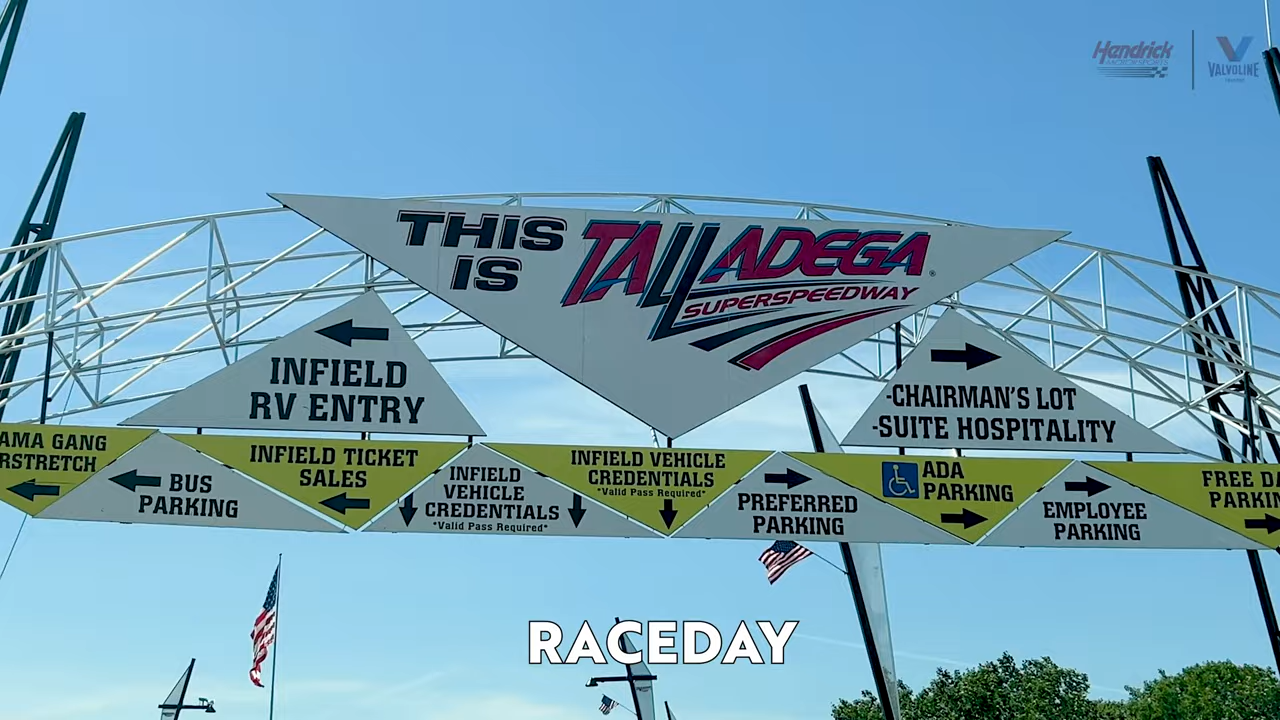 Hendrick
MOTORSPORTS
VALVOLINE
THIS
IS
TALLADEGA
SUPERSPEEDWAY
INFIELD
RV ENTRY
-CHAIRMAN'S LOT
-SUITE HOSPITALITY
AMA GANG
RSTRETCH
BUS
PARKING
INFIELD TICKET
SALES
INFIELD
VEHICLE
CREDENTIALS
*Valid Pass Required*
INFIELD VEHICLE
CREDENTIALS
*Valid Pass Required*
PREFERRED
PARKING
ADA
PARKING
EMPLOYEE
PARKING
FREE DA
PARKIN
RACEDAY